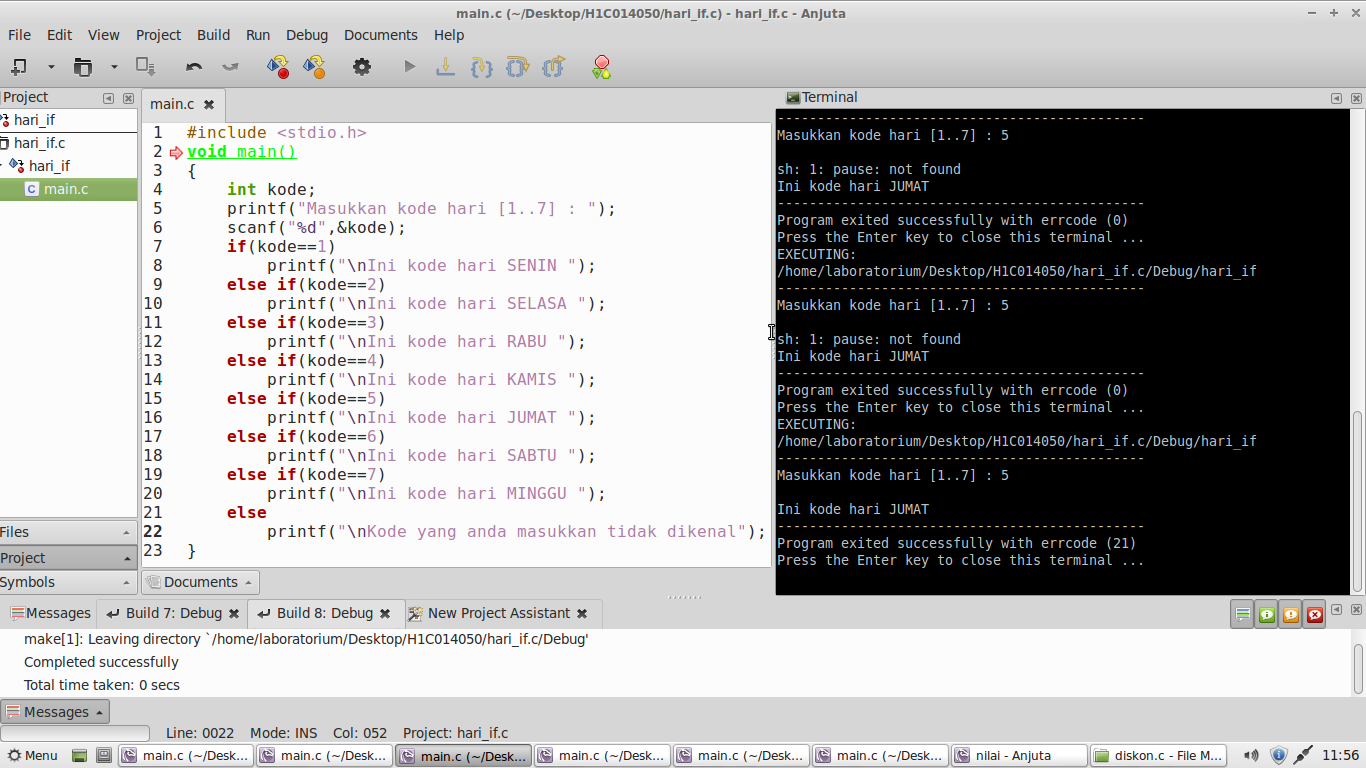 main.c (~/Desktop/H1C014050/hari_if.c) - hari_if.c - Anjuta
File Edit View Project Build Run Debug Documents Help
Project
hari_if
hari_if.c
hari_if
main.c
Files
Project
Symbols
main.c
1 #include <stdio.h>
2 void main()
3 {
4 int kode;
5 printf("Masukkan kode hari [1..7] : ");
6 scanf("%d",&kode);
7 if(kode==1)
8 printf("\nIni kode hari SENIN ");
9 else if(kode==2)
10 printf("\nIni kode hari SELASA ");
11 else if(kode==3)
12 printf("\nIni kode hari RABU ");
13 else if(kode==4)
14 printf("\nIni kode hari KAMIS ");
15 else if(kode==5)
16 printf("\nIni kode hari JUMAT ");
17 else if(kode==6)
18 printf("\nIni kode hari SABTU ");
19 else if(kode==7)
20 printf("\nIni kode hari MINGGU ");
21 else
22 printf("\nKode yang anda masukkan tidak dikenal");
23 }
Documents
Terminal
----------------------------------------------
Masukkan kode hari [1..7] : 5
sh: 1: pause: not found
Ini kode hari JUMAT
----------------------------------------------
Program exited successfully with errcode (0)
Press the Enter key to close this terminal ...
EXECUTING:
/home/laboratorium/Desktop/H1C014050/hari_if.c/Debug/hari_if
----------------------------------------------
Masukkan kode hari [1..7] : 5
sh: 1: pause: not found
Ini kode hari JUMAT
----------------------------------------------
Program exited successfully with errcode (0)
Press the Enter key to close this terminal ...
EXECUTING:
/home/laboratorium/Desktop/H1C014050/hari_if.c/Debug/hari_if
----------------------------------------------
Masukkan kode hari [1..7] : 5
Ini kode hari JUMAT
----------------------------------------------
Program exited successfully with errcode (21)
Press the Enter key to close this terminal ...
Messages Build 7: Debug Build 8: Debug New Project Assistant
make[1]: Leaving directory `/home/laboratorium/Desktop/H1C014050/hari_if.c/Debug'
Completed successfully
Total time taken: 0 secs
Messages
Line: 0022 Mode: INS Col: 052 Project: hari_if.c
Menu main.c (~/Desk... main.c (~/Desk... main.c (~/Desk... main.c (~/Desk... main.c (~/Desk... main.c (~/Desk... nilai - Anjuta diskon.c - File M... 11:56